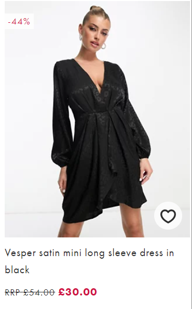 -44%
Vesper satin mini long sleeve dress in
black
RRP £54.00 £30.00